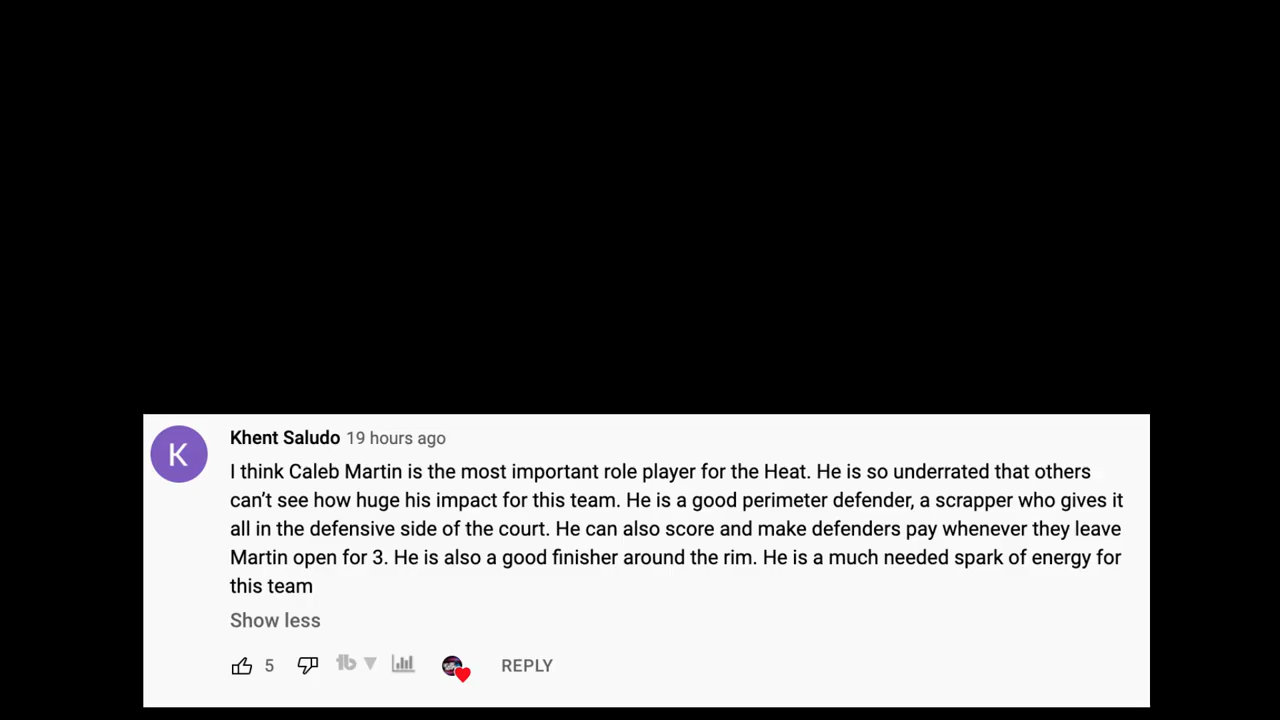 K
Khent Saludo 19 hours ago
I think Caleb Martin is the most important role player for the Heat. He is so underrated that others
can't see how huge his impact for this team. He is a good perimeter defender, a scrapper who gives it
all in the defensive side of the court. He can also score and make defenders pay whenever they leave
Martin open for 3. He is also a good finisher around the rim. He is a much needed spark of energy for
this team
Show less
5 tb REPLY